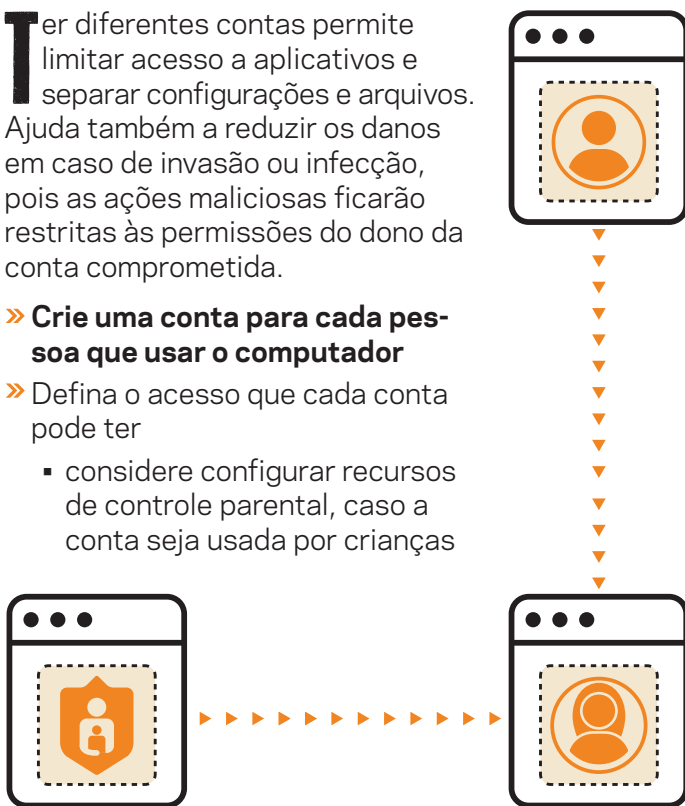 Ter diferentes contas permite
limitar acesso a aplicativos e
separar configurações e arquivos.
Ajuda também a reduzir os danos
em caso de invasão ou infecção,
pois as ações maliciosas ficarão
restritas às permissões do dono da
conta comprometida.
» Crie uma conta para cada pes-
soa que usar o computador
» Defina o acesso que cada conta
pode ter
▪ considere configurar recursos
de controle parental, caso a
conta seja usada por crianças